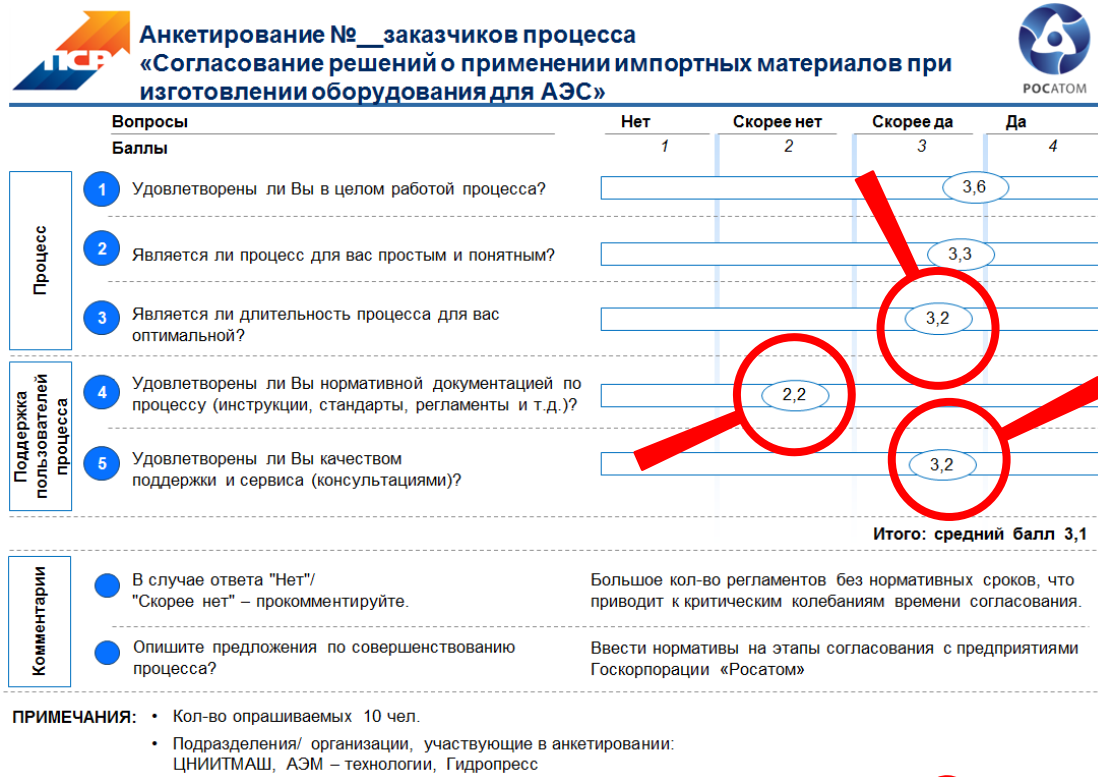 ПСР
Анкетирование №__заказчиков процесса
«Согласование решений о применении импортных материалов при
изготовлении оборудования для АЭС»
РОСАТОМ
Вопросы Нет Скорее нет Скорее да Да
Баллы 1 2 3 4
Процесс
1 Удовлетворены ли Вы в целом работой процесса? 3,6
2 Является ли процесс для вас простым и понятным? 3,3
3 Является ли длительность процесса для вас
оптимальной?
3,2
Поддержка
пользователей
процесса
4 Удовлетворены ли Вы нормативной документацией по
процессу (инструкции, стандарты, регламенты и т.д.)?
2,2
5 Удовлетворены ли Вы качеством
поддержки и сервиса (консультациями)?
3,2
Итого: средний балл 3,1
Комментарии
В случае ответа "Нет"/
"Скорее нет" – прокомментируйте.
Большое кол-во регламентов без нормативных сроков, что
приводит к критическим колебаниям времени согласования.
Опишите предложения по совершенствованию
процесса?
Ввести нормативы на этапы согласования с предприятиями
Госкорпорации «Росатом»
ПРИМЕЧАНИЯ: • Кол-во опрашиваемых 10 чел.
• Подразделения/ организации, участвующие в анкетировании:
ЦНИИТМАШ, АЭМ – технологии, Гидропресс